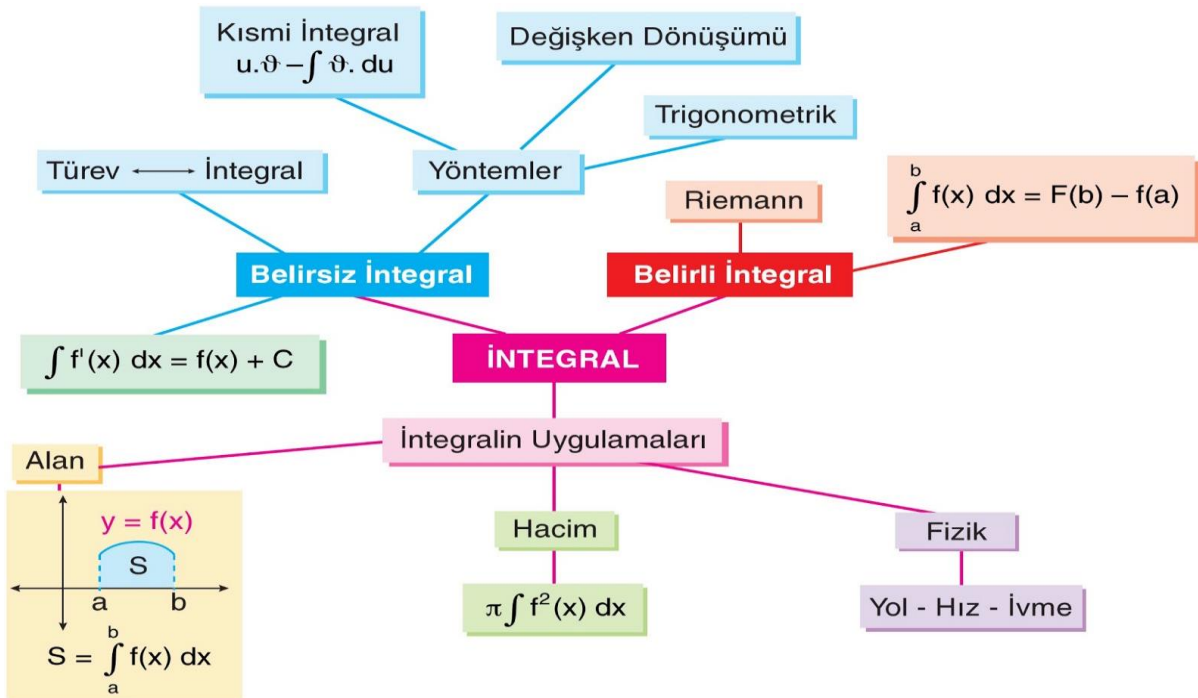 Kısmi İntegral
u.ϑ – ∫ ϑ. du
Değişken Dönüşümü
Trigonometrik
Türev ⟷ İntegral
Yöntemler
Riemann
b
∫ f(x) dx = F(b) – f(a)
a
Belirsiz İntegral
Belirli İntegral
∫ f'(x) dx = f(x) + C
İNTEGRAL
İntegralin Uygulamaları
Alan
y = f(x)
S
a b
b
S = ∫ f(x) dx
a
Hacim
π ∫ f²(x) dx
Fizik
Yol - Hız - İvme